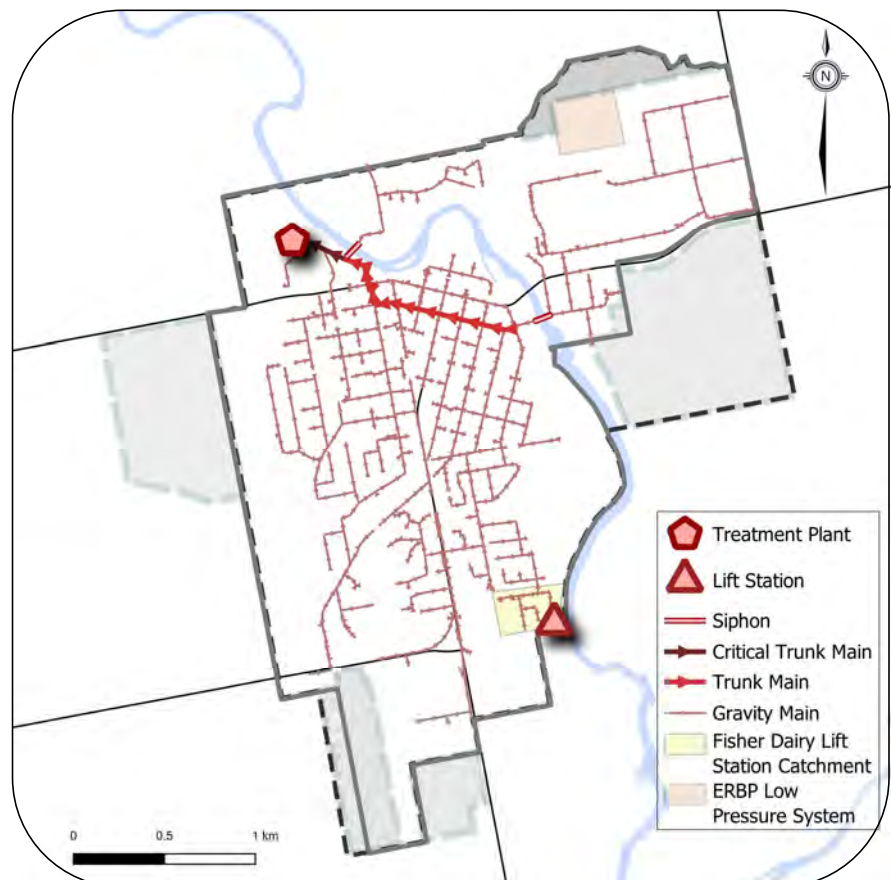 N
Treatment Plant
Lift Station
Siphon
Critical Trunk Main
Trunk Main
Gravity Main
Fisher Dairy Lift
Station Catchment
ERBP Low
Pressure System
0 0.5 1 km